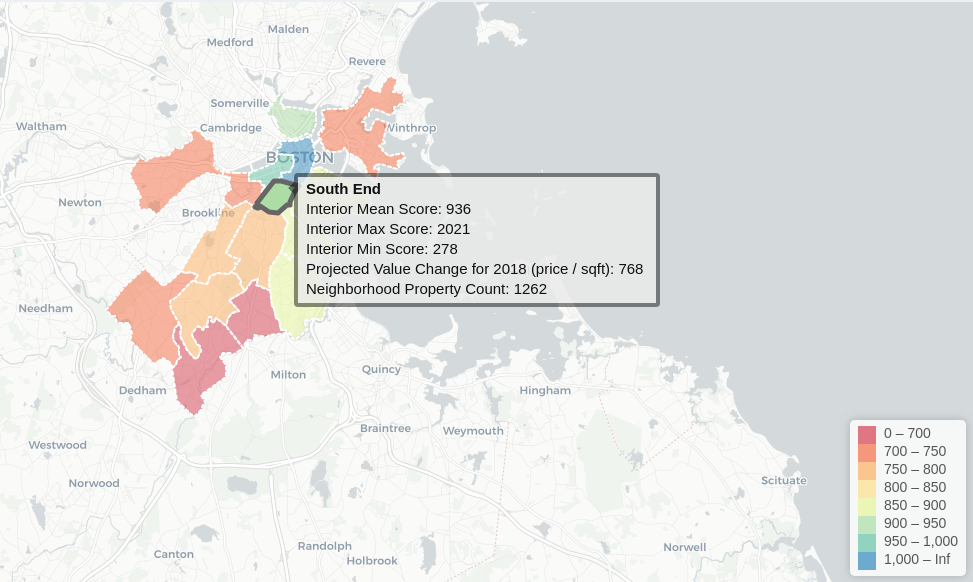 Malden
Medford
Revere
Somerville
Waltham
Cambridge
Winthrop
BOSTON
Newton
Brookline
South End
Interior Mean Score: 936
Interior Max Score: 2021
Interior Min Score: 278
Projected Value Change for 2018 (price / sqft): 768
Neighborhood Property Count: 1262
Needham
Milton
Quincy
Dedham
Hingham
Braintree
Weymouth
Westwood
Norwood
Scituate
Canton
Randolph
Holbrook
Norwell
0 – 700
700 – 750
750 – 800
800 – 850
850 – 900
900 – 950
950 – 1,000
1,000 – Inf